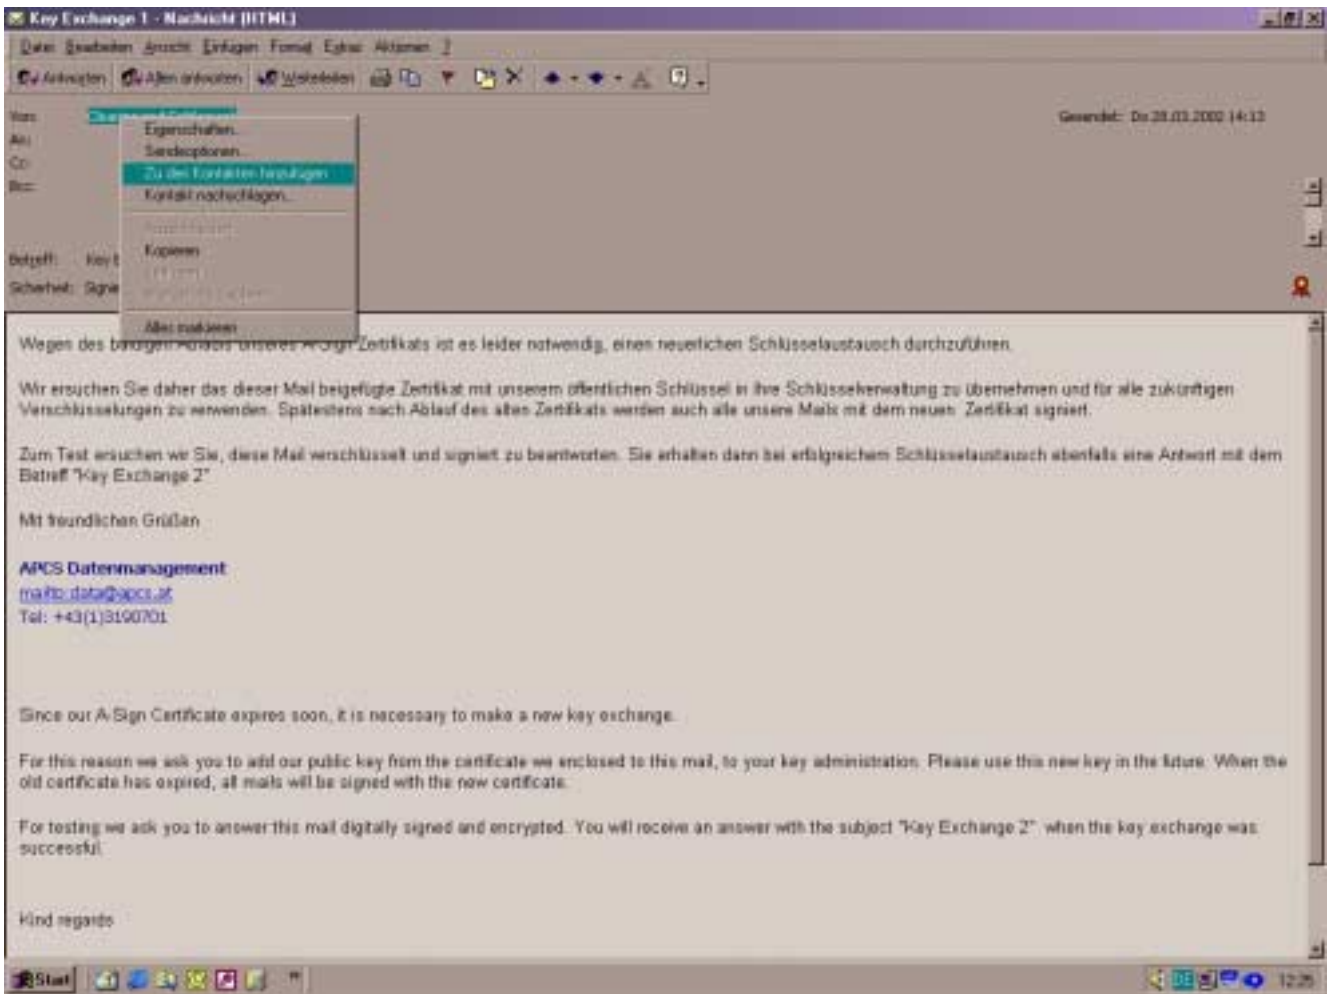 Key Exchange 1 - Nachricht (HTML)
Datei Bearbeiten Ansicht Einfügen Format Extras Aktionen ?
Antworten Allen antworten Weiterleiten
Von:
Gesendet: Do 28.03.2002 14:13
An:
Cc:
Bcc:
Eigenschaften...
Sendeoptionen...
Zu den Kontakten hinzufügen
Kontakt nachschlagen...
Kopieren
Alles markieren
Betreff: Key E
Sicherheit: Signie
Wegen des baldigen Ablaufs unseres A-Sign Zertifikats ist es leider notwendig, einen neuerlichen Schlüsselaustausch durchzuführen.
Wir ersuchen Sie daher das dieser Mail beigefügte Zertifikat mit unserem öffentlichen Schlüssel in Ihre Schlüsselverwaltung zu übernehmen und für alle zukünftigen
Verschlüsselungen zu verwenden. Spätestens nach Ablauf des alten Zertifikats werden auch alle unsere Mails mit dem neuen Zertifikat signiert.
Zum Test ersuchen wir Sie, diese Mail verschlüsselt und signiert zu beantworten. Sie erhalten dann bei erfolgreichem Schlüsselaustausch ebenfalls eine Antwort mit dem
Betreff "Key Exchange 2"
Mit freundlichen Grüßen
APCS Datenmanagement
mailto:data@apcs.at
Tel: +43(1)3190701
Since our A-Sign Certificate expires soon, it is necessary to make a new key exchange.
For this reason we ask you to add our public key from the certificate we enclosed to this mail, to your key administration. Please use this new key in the future. When the
old certificate has expired, all mails will be signed with the new certificate.
For testing we ask you to answer this mail digitally signed and encrypted. You will receive an answer with the subject "Key Exchange 2" when the key exchange was
successful.
Kind regards
Start
DE
12:25